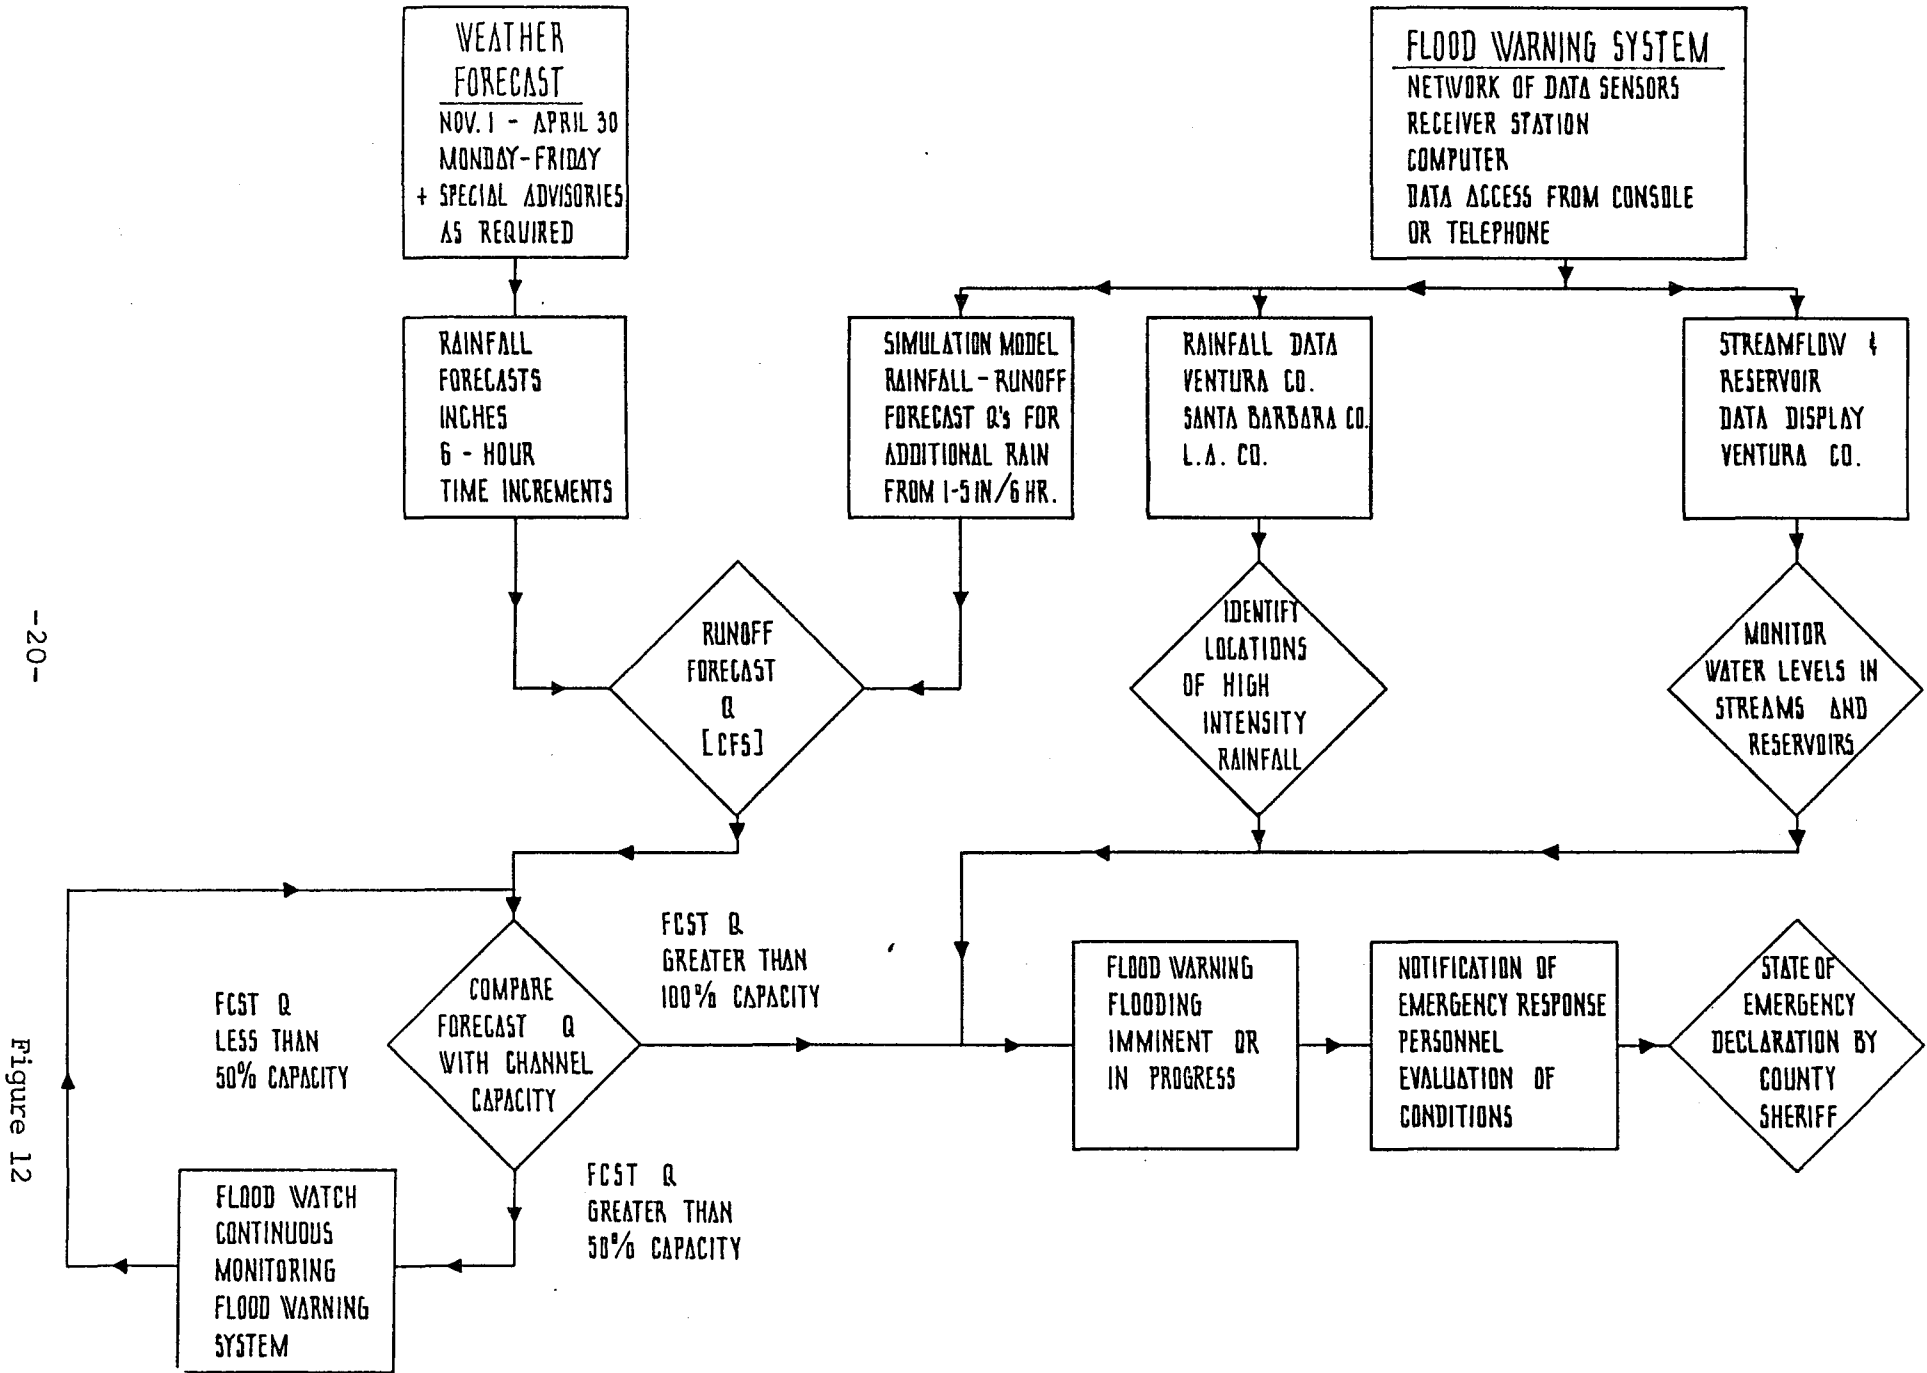 WEATHER
FORECAST
NOV. 1 - APRIL 30
MONDAY-FRIDAY
+ SPECIAL ADVISORIES
AS REQUIRED
FLOOD WARNING SYSTEM
NETWORK OF DATA SENSORS
RECEIVER STATION
COMPUTER
DATA ACCESS FROM CONSOLE
OR TELEPHONE
RAINFALL
FORECASTS
INCHES
6 - HOUR
TIME INCREMENTS
SIMULATION MODEL
RAINFALL - RUNOFF
FORECAST Q's FOR
ADDITIONAL RAIN
FROM 1-5 IN/6 HR.
RAINFALL DATA
VENTURA CO.
SANTA BARBARA CO.
L.A. CO.
STREAMFLOW &
RESERVOIR
DATA DISPLAY
VENTURA CO.
RUNOFF
FORECAST
Q
[CFS]
IDENTIFY
LOCATIONS
OF HIGH
INTENSITY
RAINFALL
MONITOR
WATER LEVELS IN
STREAMS AND
RESERVOIRS
COMPARE
FORECAST Q
WITH CHANNEL
CAPACITY
FCST Q
GREATER THAN
100% CAPACITY
FCST Q
LESS THAN
50% CAPACITY
FCST Q
GREATER THAN
50% CAPACITY
FLOOD WATCH
CONTINUOUS
MONITORING
FLOOD WARNING
SYSTEM
FLOOD WARNING
FLOODING
IMMINENT OR
IN PROGRESS
NOTIFICATION OF
EMERGENCY RESPONSE
PERSONNEL
EVALUATION OF
CONDITIONS
STATE OF
EMERGENCY
DECLARATION BY
COUNTY
SHERIFF
-20-
Figure 12